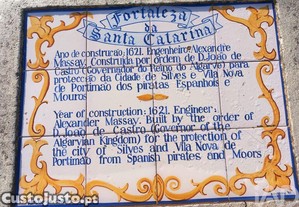 Fortaleza
da
Santa Catarina
Ano de construção: 1621. Engenheiro: Alexandre
Massay. Construida por ordem de D.João de
Castro (Governador do Reino do Algarve) para
protecção da Cidade de Silves e Vila Nova
de Portimão dos piratas Espanhois e
Mouros
Year of construction: 1621. Engineer:
Alexander Massay. Built by the order of
D.João de Castro (Governor of the
Algarvian Kingdom) for the protection of
the city of Silves and Vila Nova de
Portimão from Spanish pirates and Moors
Custojusto.pt